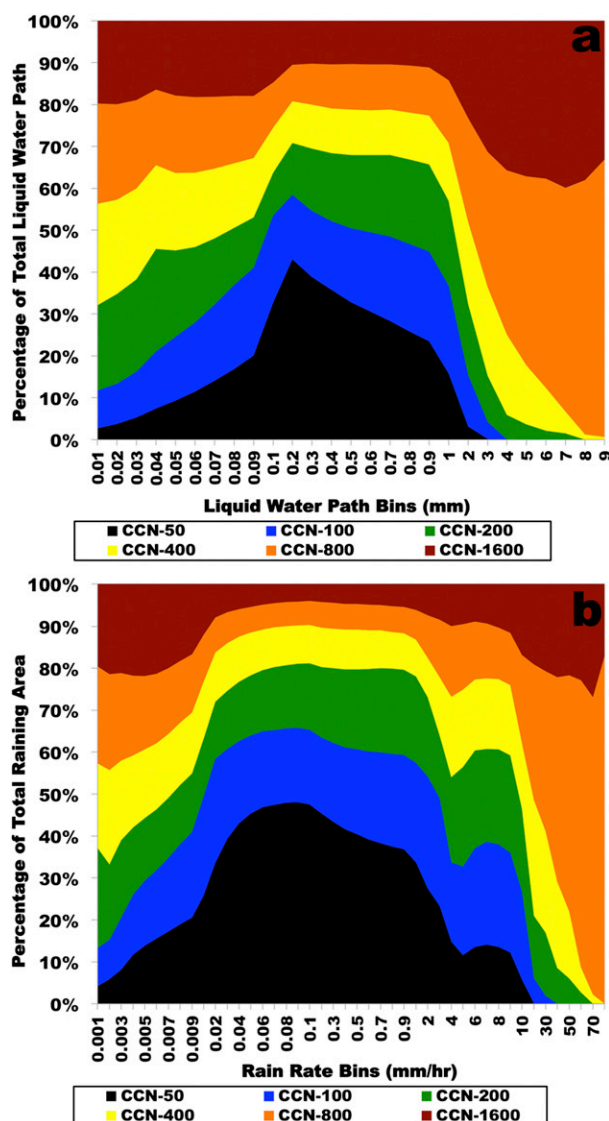 a
100%
90%
80%
70%
60%
50%
40%
30%
20%
10%
0%
Percentage of Total Liquid Water Path
0.01 0.02 0.03 0.04 0.05 0.06 0.07 0.08 0.09 0.1 0.2 0.3 0.4 0.5 0.6 0.7 0.8 0.9 1 2 3 4 5 6 7 8 9
Liquid Water Path Bins (mm)
CCN-50 CCN-100 CCN-200
CCN-400 CCN-800 CCN-1600
b
100%
90%
80%
70%
60%
50%
40%
30%
20%
10%
0%
Percentage of Total Raining Area
0.001 0.003 0.005 0.007 0.009 0.02 0.04 0.06 0.08 0.1 0.3 0.5 0.7 0.9 2 4 6 8 10 30 50 70
Rain Rate Bins (mm/hr)
CCN-50 CCN-100 CCN-200
CCN-400 CCN-800 CCN-1600